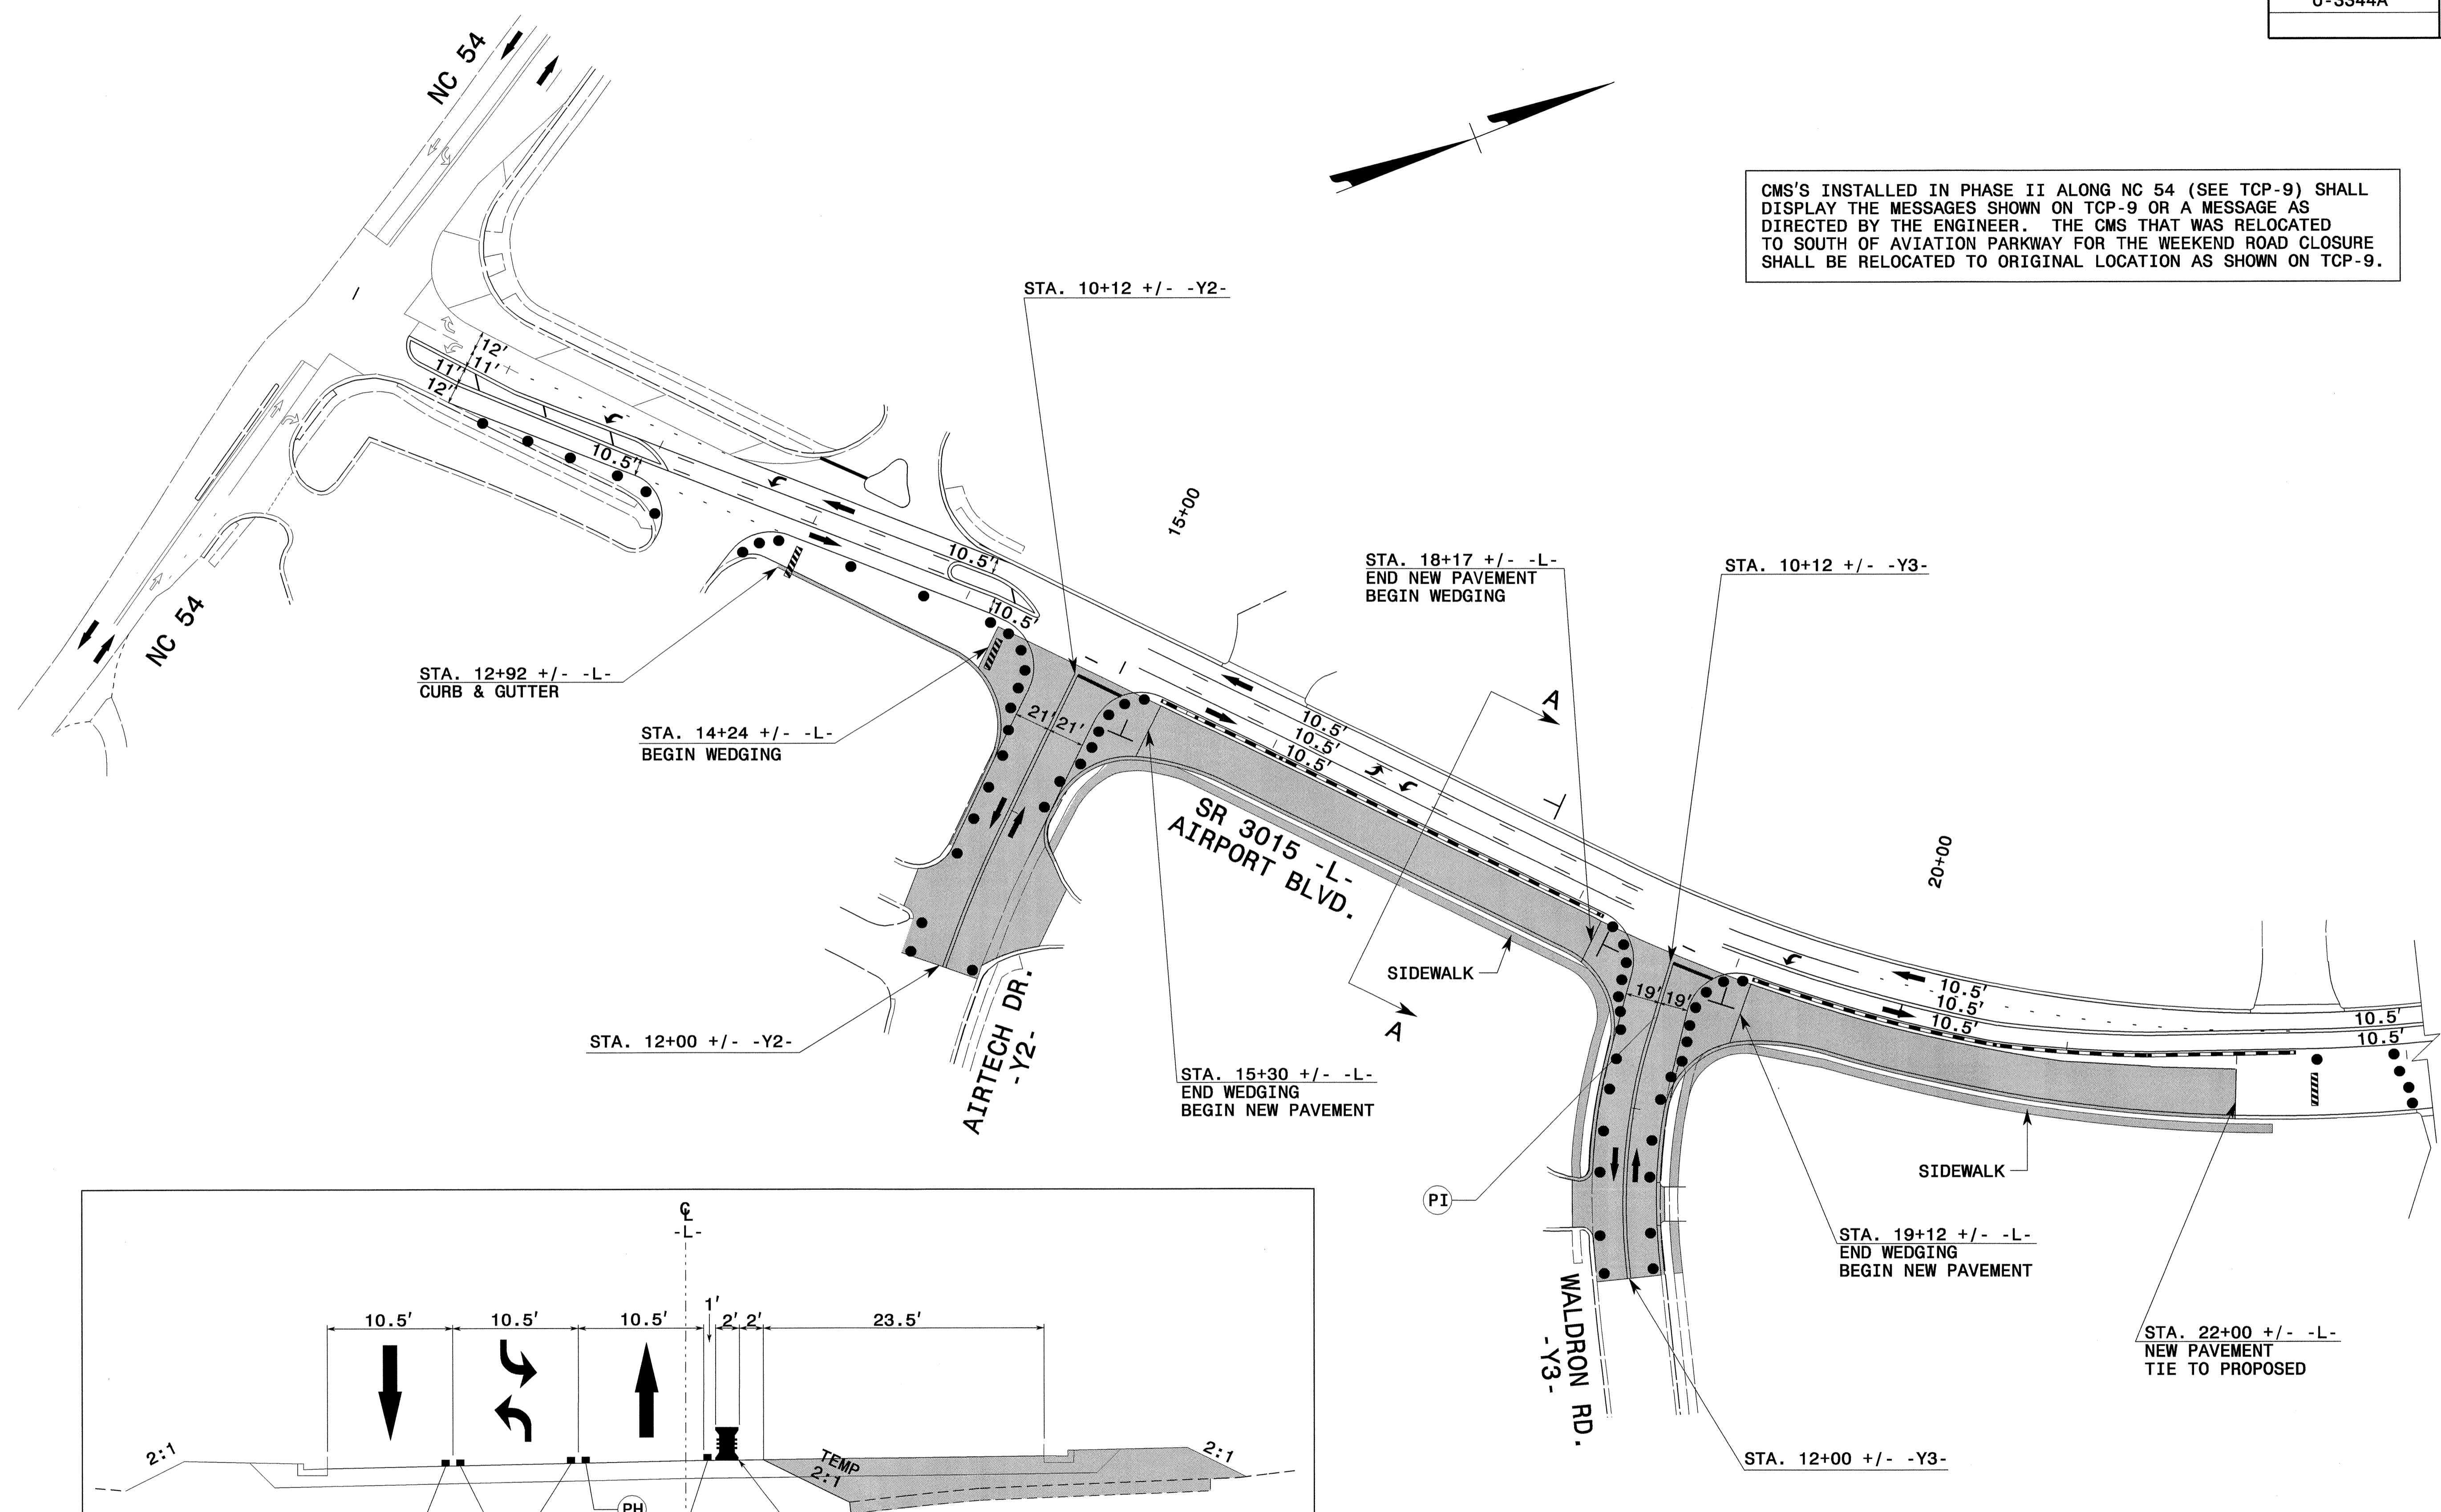 U-3344A
NC 54
CMS'S INSTALLED IN PHASE II ALONG NC 54 (SEE TCP-9) SHALL
DISPLAY THE MESSAGES SHOWN ON TCP-9 OR A MESSAGE AS
DIRECTED BY THE ENGINEER. THE CMS THAT WAS RELOCATED
TO SOUTH OF AVIATION PARKWAY FOR THE WEEKEND ROAD CLOSURE
SHALL BE RELOCATED TO ORIGINAL LOCATION AS SHOWN ON TCP-9.
STA. 10+12 +/- -Y2-
12'
11'
11'
12'
10.5'
15+00
10.5'
10.5'
STA. 18+17 +/- -L-
END NEW PAVEMENT
BEGIN WEDGING
STA. 10+12 +/- -Y3-
NC 54
STA. 12+92 +/- -L-
CURB & GUTTER
STA. 14+24 +/- -L-
BEGIN WEDGING
21'
21'
10.5'
10.5'
10.5'
A
SR 3015 -L-
AIRPORT BLVD.
20+00
SIDEWALK
A
19'
19'
10.5'
10.5'
10.5'
10.5'
10.5'
STA. 12+00 +/- -Y2-
AIRTECH DR.
-Y2-
STA. 15+30 +/- -L-
END WEDGING
BEGIN NEW PAVEMENT
PI
SIDEWALK
STA. 19+12 +/- -L-
END WEDGING
BEGIN NEW PAVEMENT
WALDRON RD.
-Y3-
STA. 22+00 +/- -L-
NEW PAVEMENT
TIE TO PROPOSED
STA. 12+00 +/- -Y3-
CL
-L-
10.5'
10.5'
10.5'
1'
2'
2'
23.5'
2:1
TEMP
2:1
2:1
PH